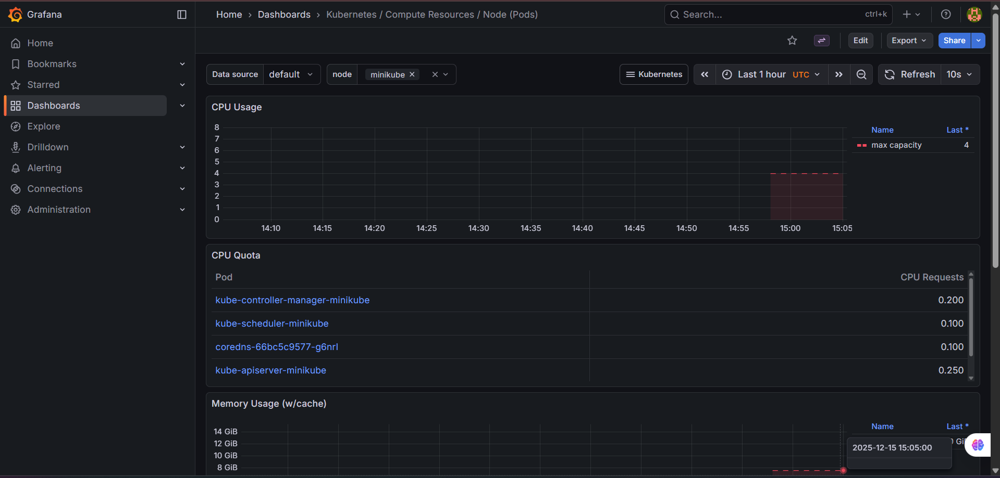 Grafana
Home › Dashboards › Kubernetes / Compute Resources / Node (Pods)
Search... ctrl+k
Home
Bookmarks
Starred
Dashboards
Explore
Drilldown
Alerting
Connections
Administration
Edit
Export
Share
Data source default
node minikube
Kubernetes
Last 1 hour UTC
Refresh 10s
CPU Usage
8
7
6
5
4
3
2
1
0
14:10 14:15 14:20 14:25 14:30 14:35 14:40 14:45 14:50 14:55 15:00 15:05
Name Last *
max capacity 4
CPU Quota
Pod CPU Requests
kube-controller-manager-minikube 0.200
kube-scheduler-minikube 0.100
coredns-66bc5c9577-g6nrl 0.100
kube-apiserver-minikube 0.250
Memory Usage (w/cache)
14 GiB
12 GiB
10 GiB
8 GiB
Name Last *
2025-12-15 15:05:00